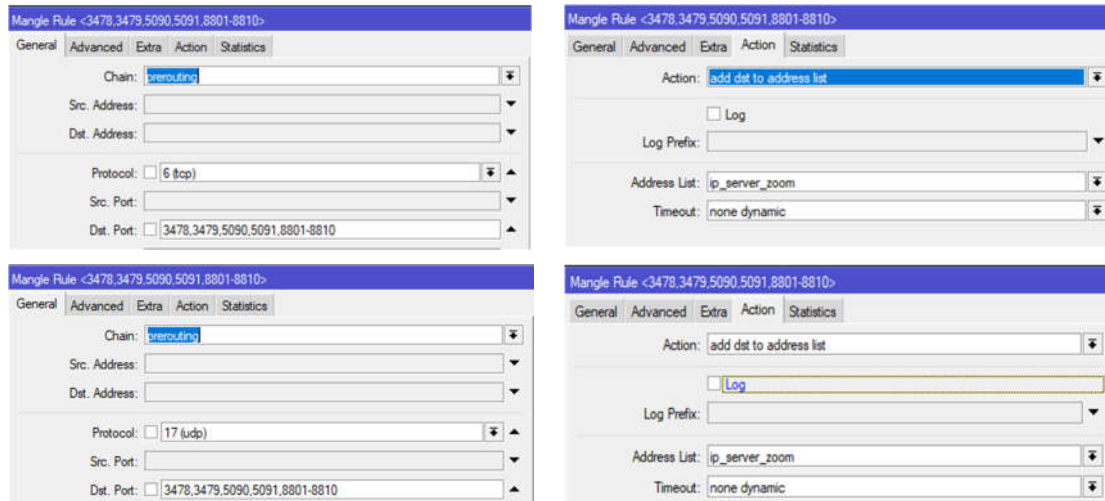 Mangle Rule <3478,3479,5090,5091,8801-8810>
General Advanced Extra Action Statistics
Chain: prerouting
Src. Address:
Dst. Address:
Protocol: 6 (tcp)
Src. Port:
Dst. Port: 3478,3479,5090,5091,8801-8810
Mangle Rule <3478,3479,5090,5091,8801-8810>
General Advanced Extra Action Statistics
Action: add dst to address list
Log
Log Prefix:
Address List: ip_server_zoom
Timeout: none dynamic
Mangle Rule <3478,3479,5090,5091,8801-8810>
General Advanced Extra Action Statistics
Chain: prerouting
Src. Address:
Dst. Address:
Protocol: 17 (udp)
Src. Port:
Dst. Port: 3478,3479,5090,5091,8801-8810
Mangle Rule <3478,3479,5090,5091,8801-8810>
General Advanced Extra Action Statistics
Action: add dst to address list
Log
Log Prefix:
Address List: ip_server_zoom
Timeout: none dynamic